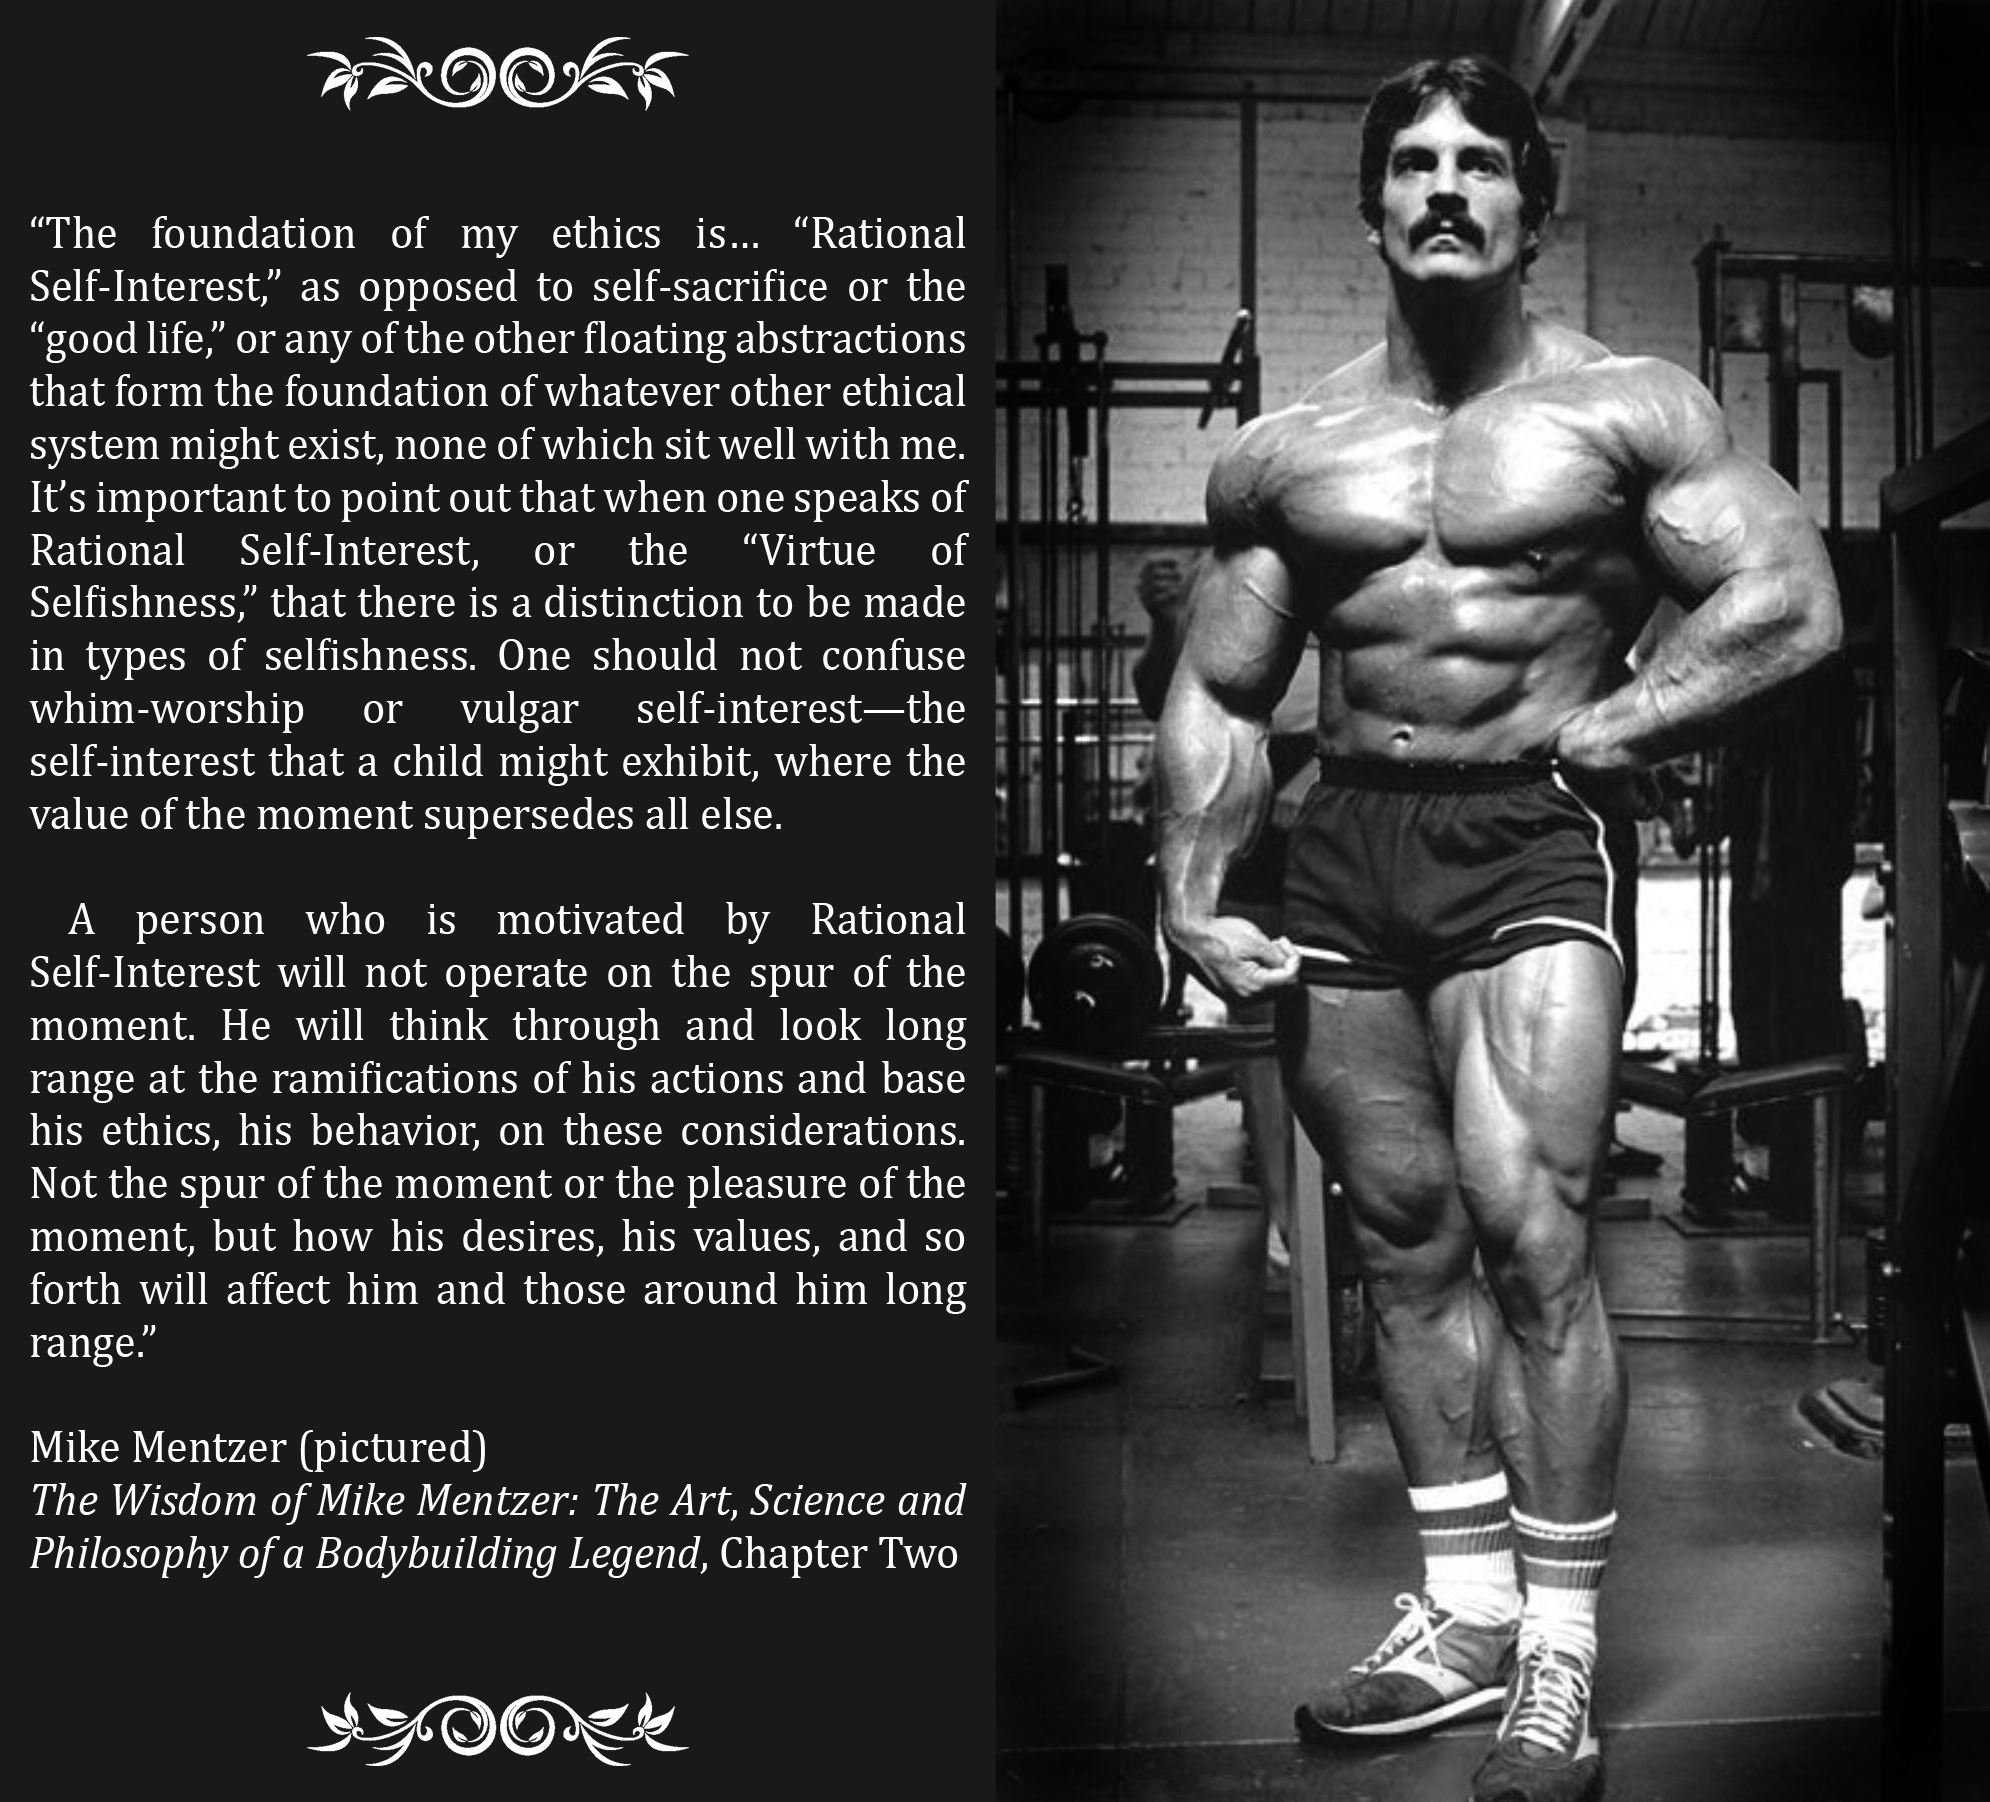 “The foundation of my ethics is… “Rational
Self-Interest,” as opposed to self-sacrifice or the
“good life,” or any of the other floating abstractions
that form the foundation of whatever other ethical
system might exist, none of which sit well with me.
It’s important to point out that when one speaks of
Rational Self-Interest, or the “Virtue of
Selfishness,” that there is a distinction to be made
in types of selfishness. One should not confuse
whim-worship or vulgar self-interest—the
self-interest that a child might exhibit, where the
value of the moment supersedes all else.
A person who is motivated by Rational
Self-Interest will not operate on the spur of the
moment. He will think through and look long
range at the ramifications of his actions and base
his ethics, his behavior, on these considerations.
Not the spur of the moment or the pleasure of the
moment, but how his desires, his values, and so
forth will affect him and those around him long
range.”
Mike Mentzer (pictured)
The Wisdom of Mike Mentzer: The Art, Science and
Philosophy of a Bodybuilding Legend, Chapter Two